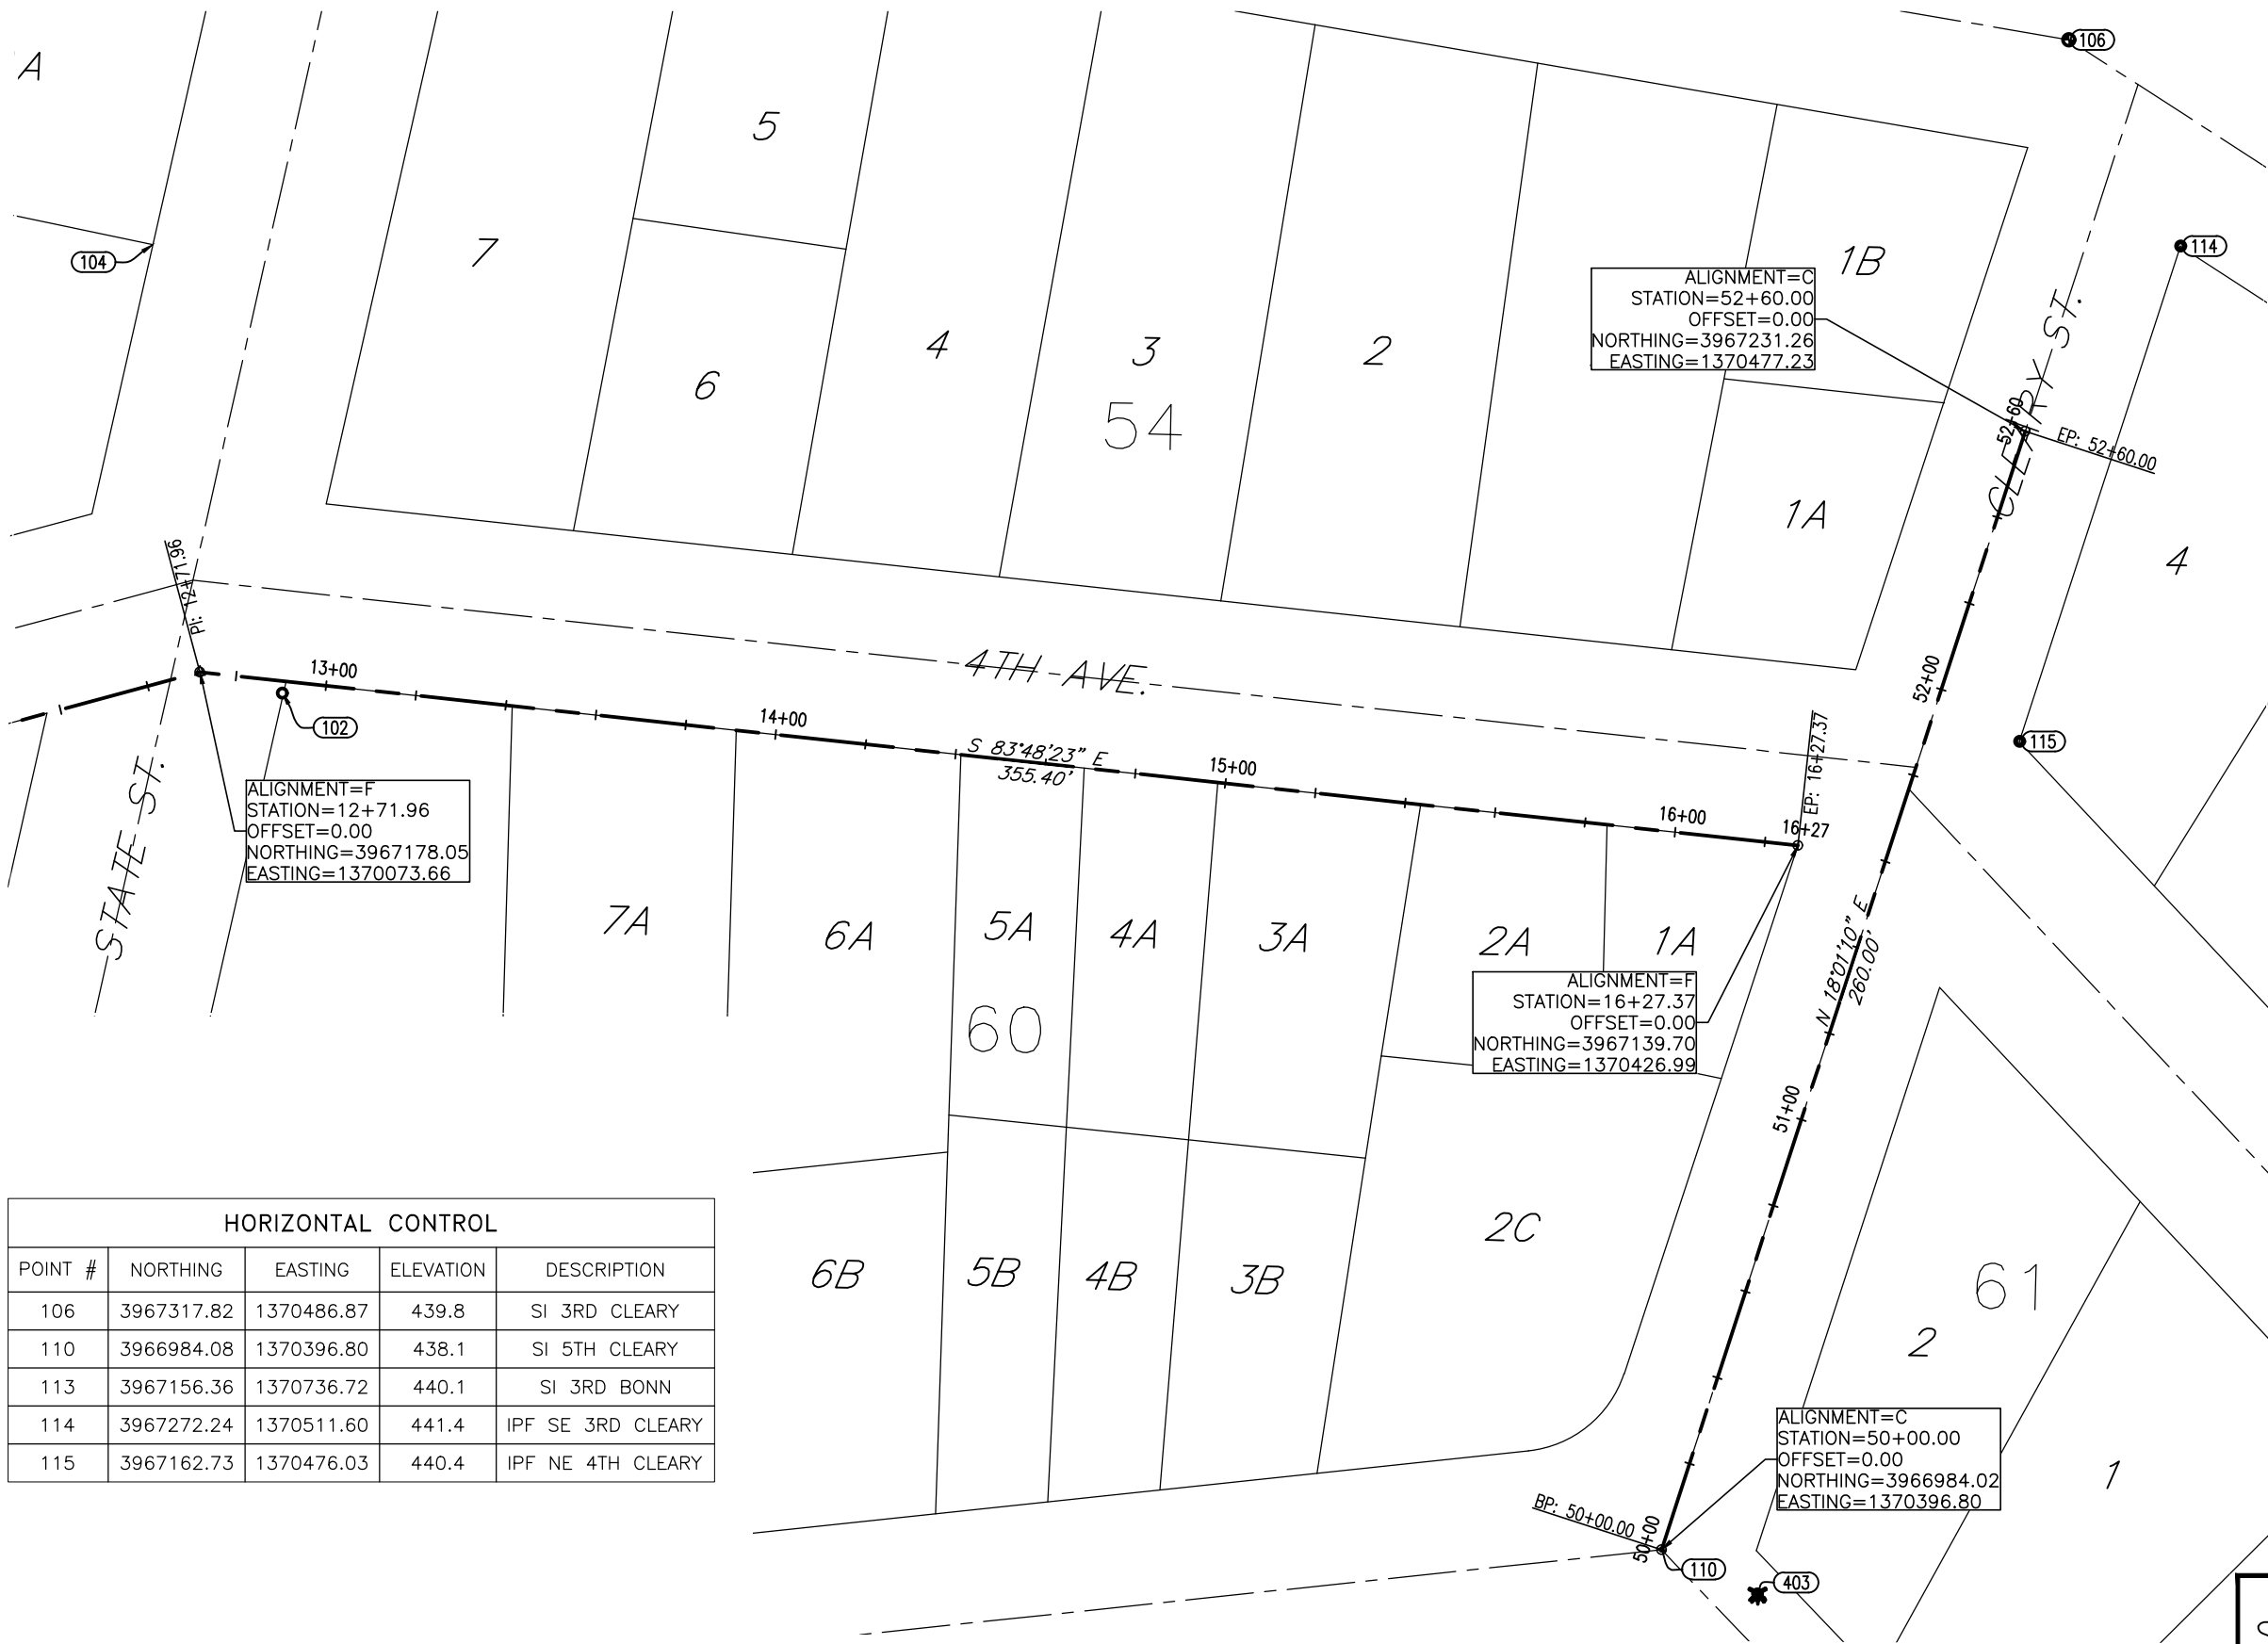 A
106
5
114
104
7
1B
ALIGNMENT=C
STATION=52+60.00
OFFSET=0.00
NORTHING=3967231.26
EASTING=1370477.23
CLEARY ST.
4
3
2
6
54
52+60
EP: 52+60.00
1A
4
PI: 12+71.96
4TH AVE.
13+00
102
14+00
S 83°48'23" E
355.40'
15+00
16+00
16+27
EP: 16+27.37
52+00
115
STATE ST.
ALIGNMENT=F
STATION=12+71.96
OFFSET=0.00
NORTHING=3967178.05
EASTING=1370073.66
7A
6A
5A
4A
3A
2A
1A
60
ALIGNMENT=F
STATION=16+27.37
OFFSET=0.00
NORTHING=3967139.70
EASTING=1370426.99
N 18°01'10" E
260.00'
51+00
2C
6B
5B
4B
3B
61
2
1
HORIZONTAL CONTROL
POINT # NORTHING EASTING ELEVATION DESCRIPTION
106 3967317.82 1370486.87 439.8 SI 3RD CLEARY
110 3966984.08 1370396.80 438.1 SI 5TH CLEARY
113 3967156.36 1370736.72 440.1 SI 3RD BONN
114 3967272.24 1370511.60 441.4 IPF SE 3RD CLEARY
115 3967162.73 1370476.03 440.4 IPF NE 4TH CLEARY
ALIGNMENT=C
STATION=50+00.00
OFFSET=0.00
NORTHING=3966984.02
EASTING=1370396.80
BP: 50+00.00
50+00
110
403